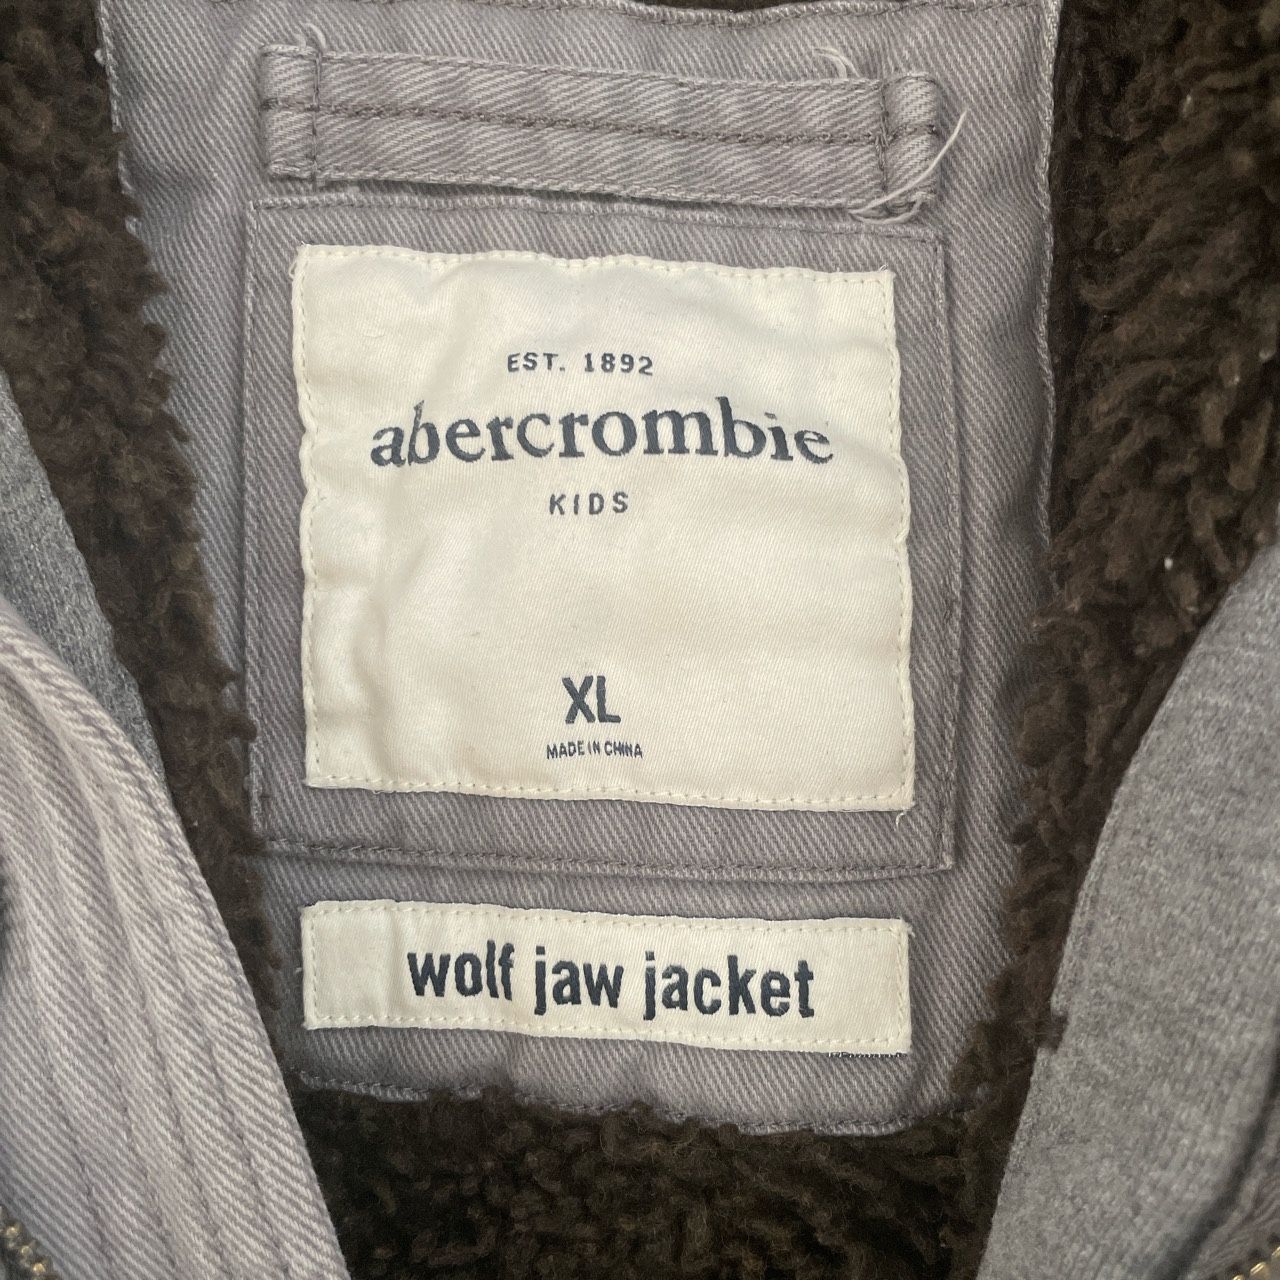 EST. 1892
abercrombie
KIDS
XL
MADE IN CHINA
wolf jaw jacket